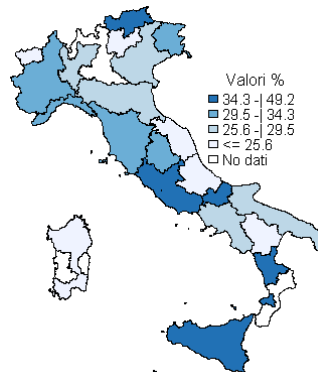 Valori %
34.3 -| 49.2
29.5 -| 34.3
25.6 -| 29.5
<= 25.6
No dati